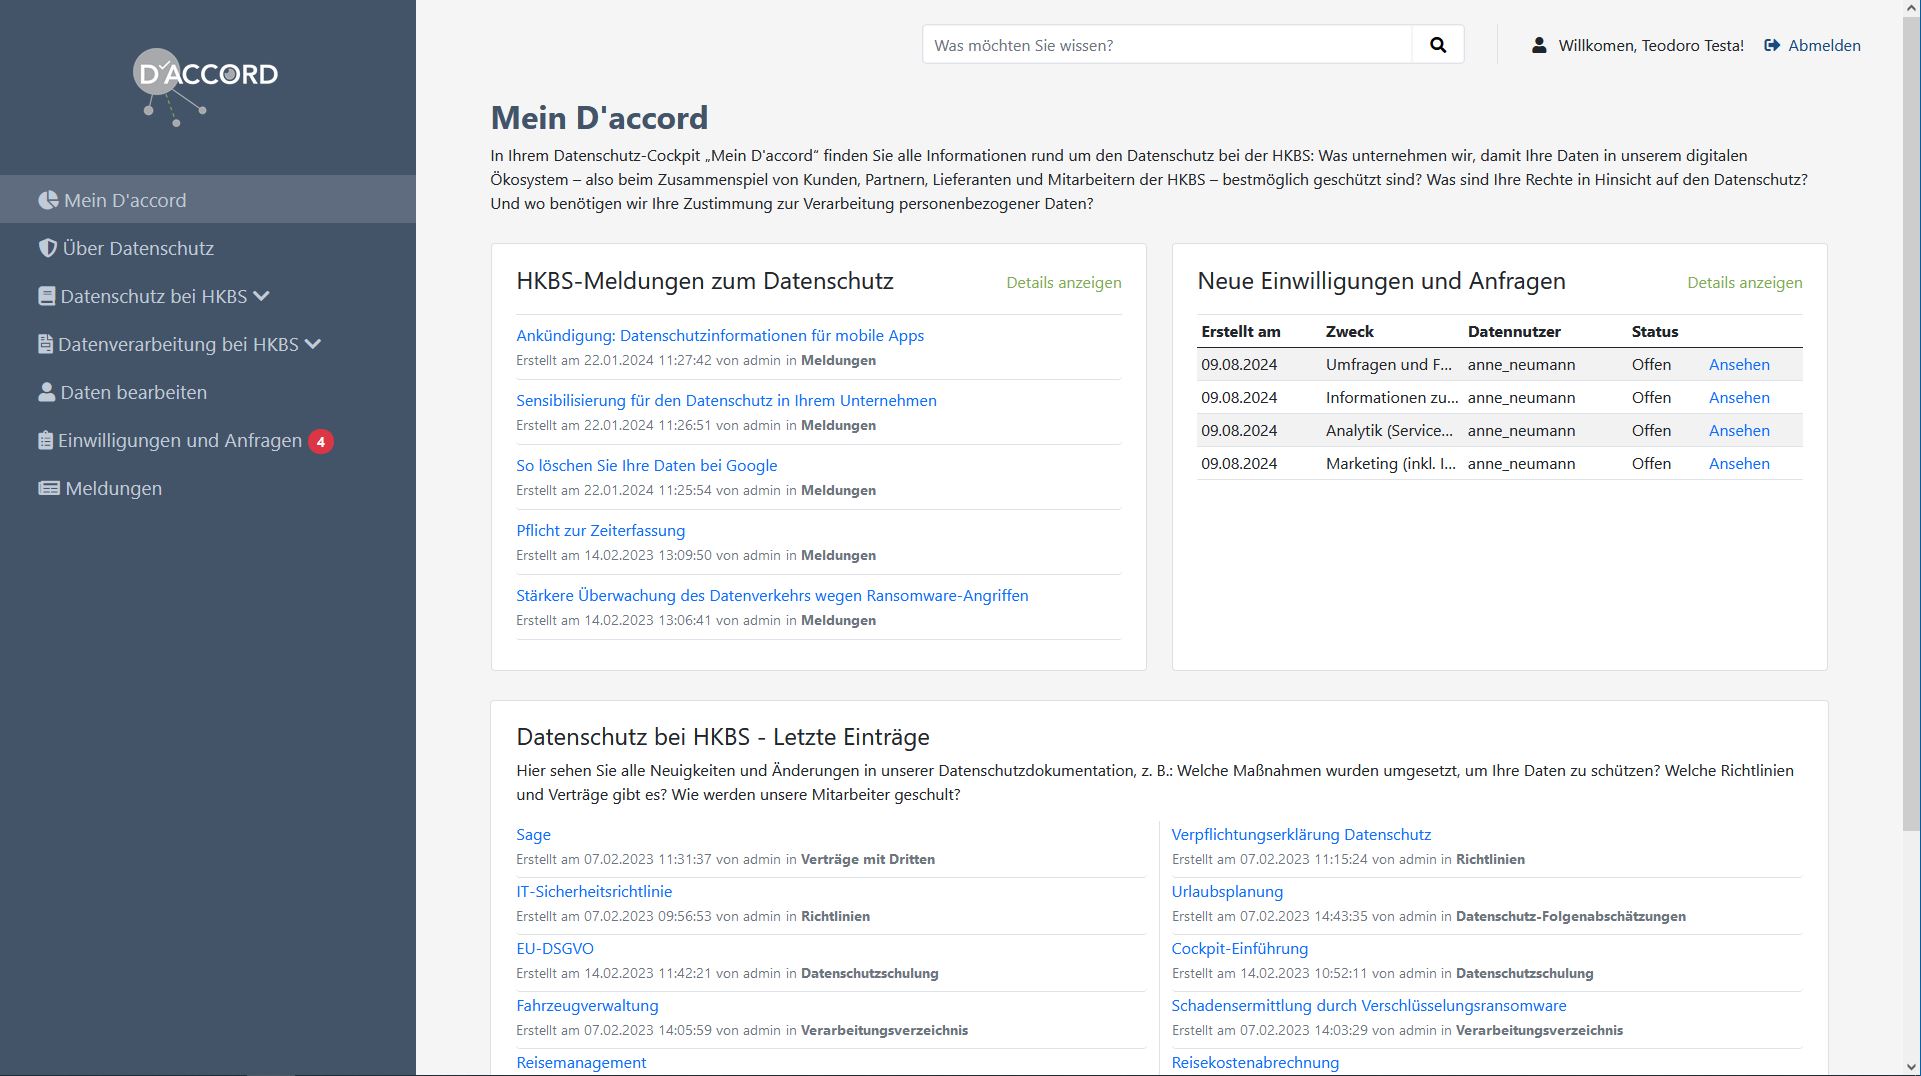 D'ACCORD
Mein D'accord
Über Datenschutz
Datenschutz bei HKBS
Datenverarbeitung bei HKBS
Daten bearbeiten
Einwilligungen und Anfragen 4
Meldungen
Was möchten Sie wissen?
Willkomen, Teodoro Testa! Abmelden
Mein D'accord
In Ihrem Datenschutz-Cockpit „Mein D'accord“ finden Sie alle Informationen rund um den Datenschutz bei der HKBS: Was unternehmen wir, damit Ihre Daten in unserem digitalen
Ökosystem – also beim Zusammenspiel von Kunden, Partnern, Lieferanten und Mitarbeitern der HKBS – bestmöglich geschützt sind? Was sind Ihre Rechte in Hinsicht auf den Datenschutz?
Und wo benötigen wir Ihre Zustimmung zur Verarbeitung personenbezogener Daten?
HKBS-Meldungen zum Datenschutz Details anzeigen
Ankündigung: Datenschutzinformationen für mobile Apps
Erstellt am 22.01.2024 11:27:42 von admin in Meldungen
Sensibilisierung für den Datenschutz in Ihrem Unternehmen
Erstellt am 22.01.2024 11:26:51 von admin in Meldungen
So löschen Sie Ihre Daten bei Google
Erstellt am 22.01.2024 11:25:54 von admin in Meldungen
Pflicht zur Zeiterfassung
Erstellt am 14.02.2023 13:09:50 von admin in Meldungen
Stärkere Überwachung des Datenverkehrs wegen Ransomware-Angriffen
Erstellt am 14.02.2023 13:06:41 von admin in Meldungen
Neue Einwilligungen und Anfragen Details anzeigen
Erstellt am Zweck Datennutzer Status
09.08.2024 Umfragen und F... anne_neumann Offen Ansehen
09.08.2024 Informationen zu... anne_neumann Offen Ansehen
09.08.2024 Analytik (Service... anne_neumann Offen Ansehen
09.08.2024 Marketing (inkl. I... anne_neumann Offen Ansehen
Datenschutz bei HKBS - Letzte Einträge
Hier sehen Sie alle Neuigkeiten und Änderungen in unserer Datenschutzdokumentation, z. B.: Welche Maßnahmen wurden umgesetzt, um Ihre Daten zu schützen? Welche Richtlinien
und Verträge gibt es? Wie werden unsere Mitarbeiter geschult?
Sage
Erstellt am 07.02.2023 11:31:37 von admin in Verträge mit Dritten
IT-Sicherheitsrichtlinie
Erstellt am 07.02.2023 09:56:53 von admin in Richtlinien
EU-DSGVO
Erstellt am 14.02.2023 11:42:21 von admin in Datenschutzschulung
Fahrzeugverwaltung
Erstellt am 07.02.2023 14:05:59 von admin in Verarbeitungsverzeichnis
Reisemanagement
Verpflichtungserklärung Datenschutz
Erstellt am 07.02.2023 11:15:24 von admin in Richtlinien
Urlaubsplanung
Erstellt am 07.02.2023 14:43:35 von admin in Datenschutz-Folgenabschätzungen
Cockpit-Einführung
Erstellt am 14.02.2023 10:52:11 von admin in Datenschutzschulung
Schadensermittlung durch Verschlüsselungsransomware
Erstellt am 07.02.2023 14:03:29 von admin in Verarbeitungsverzeichnis
Reisekostenabrechnung